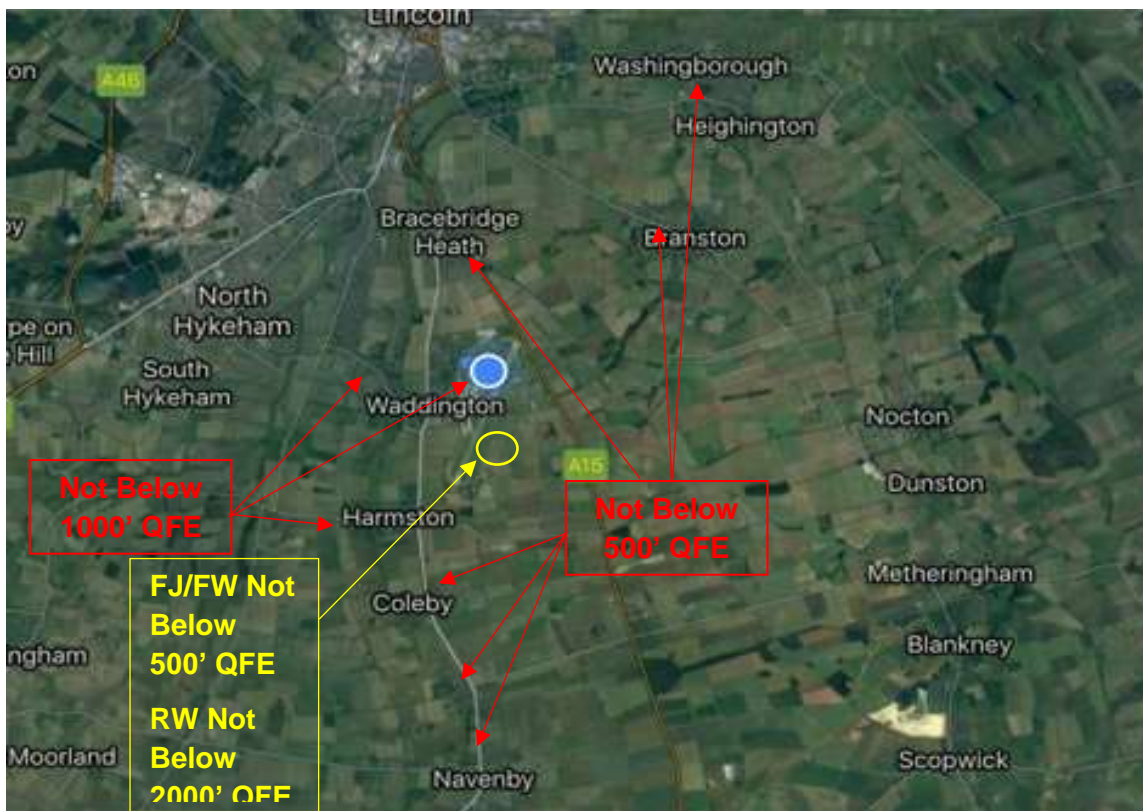 Lincoln
on
A46
Washingborough
Heighington
by
Bracebridge
Heath
Branston
North
Hykeham
pe on
Hill
South
Hykeham
Waddington
Nocton
A15
Dunston
Not Below
1000’ QFE
Harmston
Not Below
500’ QFE
FJ/FW Not
Below
500’ QFE
Coleby
Metheringham
ngham
Blankney
RW Not
Below
2000’ QFE
Moorland
Navenby
Scopwick